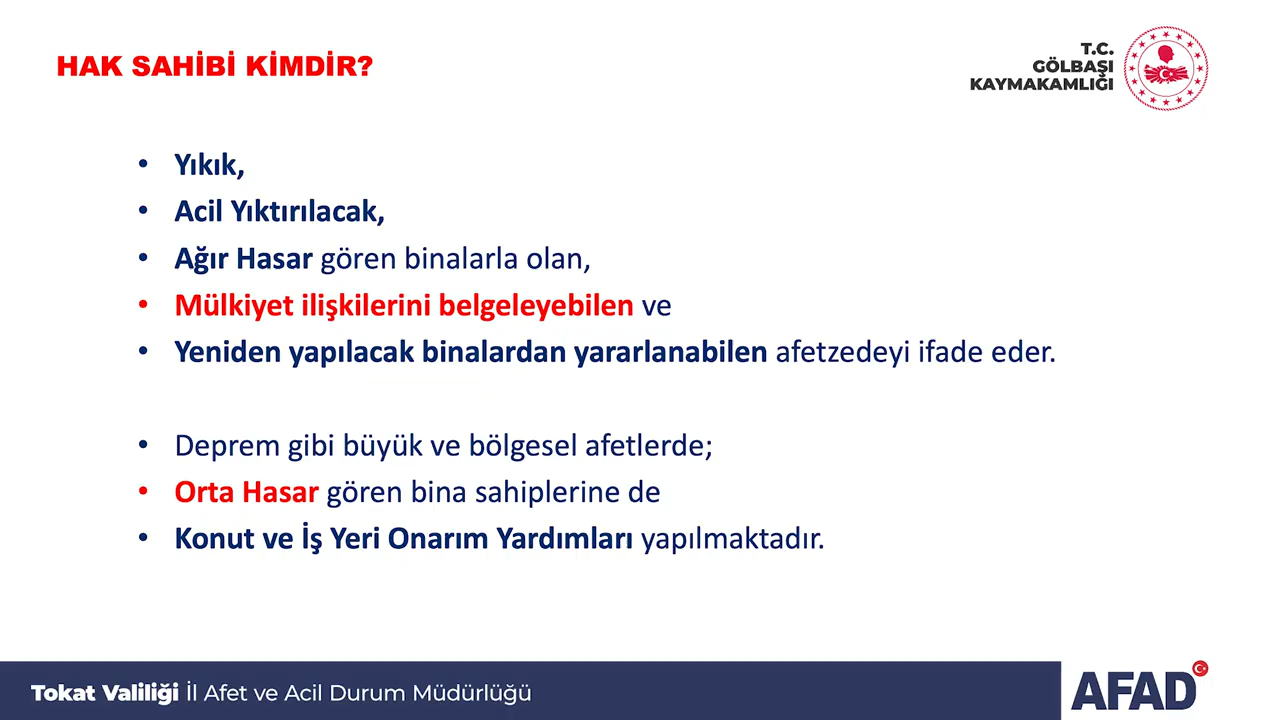 HAK SAHİBİ KİMDİR?
T.C.
GÖLBAŞI
KAYMAKAMLIĞI
• Yıkık,
• Acil Yıktırılacak,
• Ağır Hasar gören binalarla olan,
• Mülkiyet ilişkilerini belgeleyebilen ve
• Yeniden yapılacak binalardan yararlanabilen afetzedeyi ifade eder.
• Deprem gibi büyük ve bölgesel afetlerde;
• Orta Hasar gören bina sahiplerine de
• Konut ve İş Yeri Onarım Yardımları yapılmaktadır.
Tokat Valiliği İl Afet ve Acil Durum Müdürlüğü
AFAD